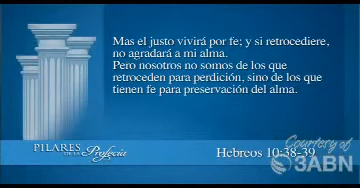 Mas el justo vivirá por fe; y si retrocediere,
no agradará a mi alma.
Pero nosotros no somos de los que
retroceden para perdición, sino de los que
tienen fe para preservación del alma.
PILARES
DE LA Profecía
Hebreos 10:38-39
Courtesy of
3ABN